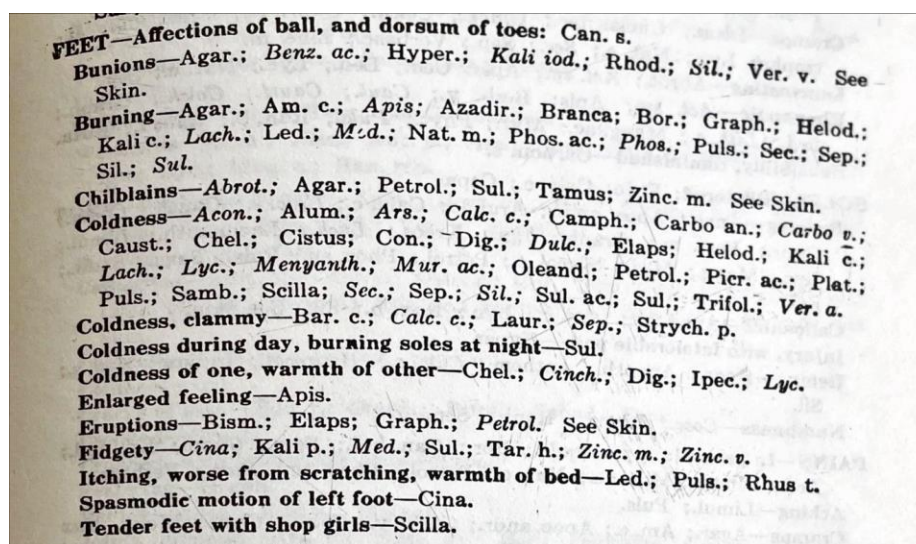 FEET—Affections of ball, and dorsum of toes: Can. s.
Bunions—Agar.; Benz. ac.; Hyper.; Kali iod.; Rhod.; Sil.; Ver. v. See
Skin.
Burning—Agar.; Am. c.; Apis; Azadir., Branca; Bor.; Graph.; Helod.;
Kali c.; Lach.; Led.; Med.; Nat. m.; Phos. ac.; Phos.; Puls.; Sec.; Sep.;
Sil.; Sul.
Chilblains—Abrot.; Agar.; Petrol.; Sul.; Tamus; Zinc. m. See Skin.
Coldness—Acon.; Alum.; Ars.; Calc. c.; Camph.; Carbo an.; Carbo v.;
Caust.; Chel.; Cistus; Con.; Dig.; Dulc.; Elaps; Helod.; Kali c.;
Lach.; Lyc.; Menyanth.; Mur. ac.; Oleand.; Petrol.; Picr. ac.; Plat.;
Puls.; Samb.; Scilla; Sec.; Sep.; Sil., Sul. ac.; Sul.; Trifol.; Ver. a.
Coldness, clammy—Bar. c.; Calc. c.; Laur.; Sep.; Strych. p.
Coldness during day, burning soles at night—Sul.
Coldness of one, warmth of other—Chel.; Cinch.; Dig.; Ipec.; Lyc.
Enlarged feeling—Apis.
Eruptions—Bism.; Elaps; Graph.; Petrol. See Skin.
Fidgety—Cina; Kali p.; Med.; Sul.; Tar. h.; Zinc. m.; Zinc. v.
Itching, worse from scratching, warmth of bed—Led.; Puls.; Rhus t.
Spasmodic motion of left foot—Cina.
Tender feet with shop girls—Scilla.